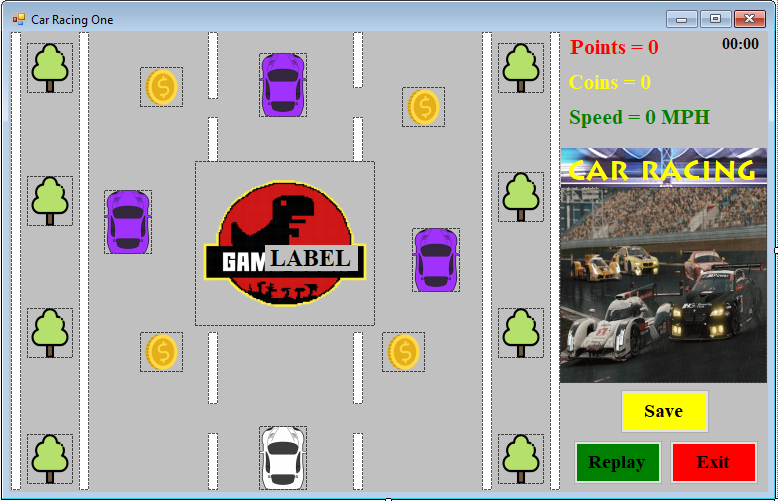 Car Racing One
Points = 0
00:00
Coins = 0
Speed = 0 MPH
CAR RACING
GAM
LABEL
Save
Replay
Exit